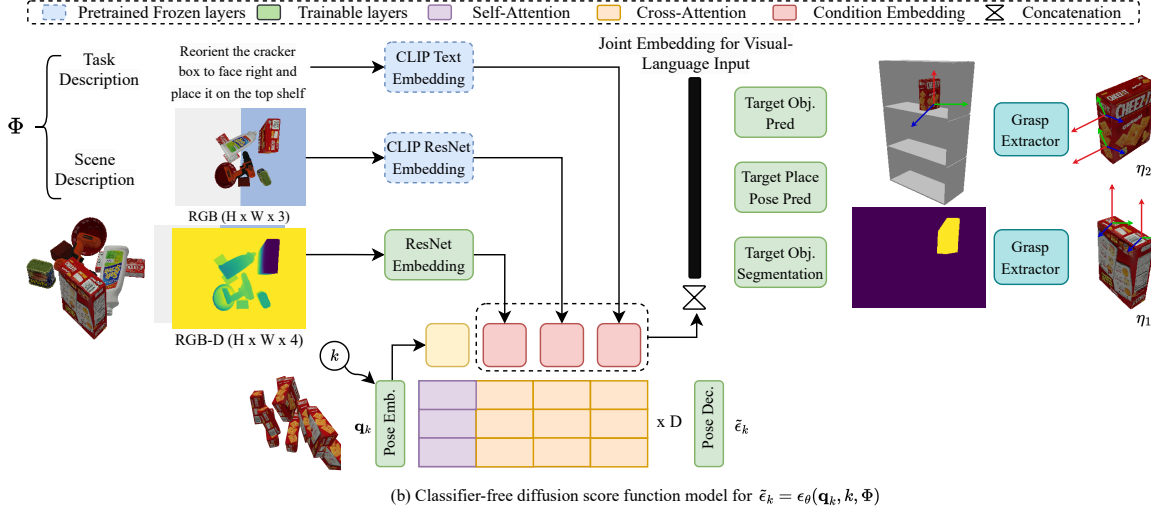 Pretrained Frozen layers
Trainable layers
Self-Attention
Cross-Attention
Condition Embedding
Concatenation
Φ
Task
Description
Scene
Description
Reorient the cracker
box to face right and
place it on the top shelf
RGB (H x W x 3)
RGB-D (H x W x 4)
CLIP Text
Embedding
CLIP ResNet
Embedding
ResNet
Embedding
Joint Embedding for Visual-
Language Input
Target Obj.
Pred
Target Place
Pose Pred
Target Obj.
Segmentation
Grasp
Extractor
CHEEZ-IT
η₂
Grasp
Extractor
η₁
k
qₖ
Pose Emb.
x D
Pose Dec.
ϵ̃ₖ
(b) Classifier-free diffusion score function model for ϵ̃ₖ = ϵ_θ(qₖ, k, Φ)